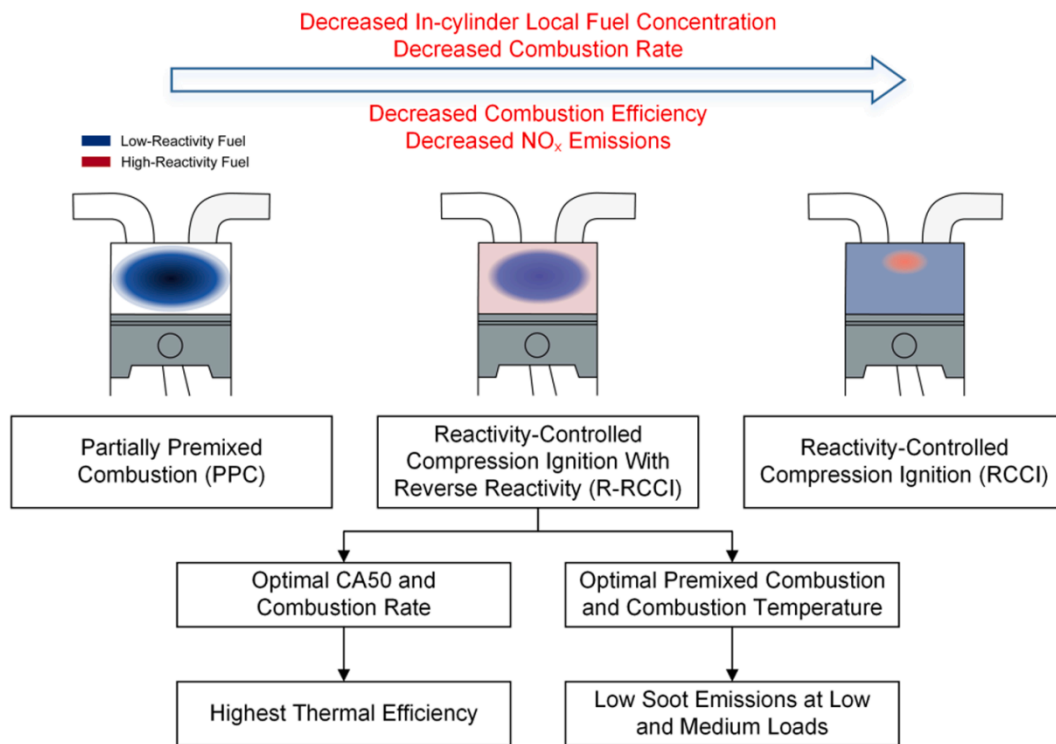 Decreased In-cylinder Local Fuel Concentration
Decreased Combustion Rate
Decreased Combustion Efficiency
Decreased NOₓ Emissions
Low-Reactivity Fuel
High-Reactivity Fuel
Partially Premixed
Combustion (PPC)
Reactivity-Controlled
Compression Ignition With
Reverse Reactivity (R-RCCI)
Reactivity-Controlled
Compression Ignition (RCCI)
Optimal CA50 and
Combustion Rate
Optimal Premixed Combustion
and Combustion Temperature
Highest Thermal Efficiency
Low Soot Emissions at Low
and Medium Loads